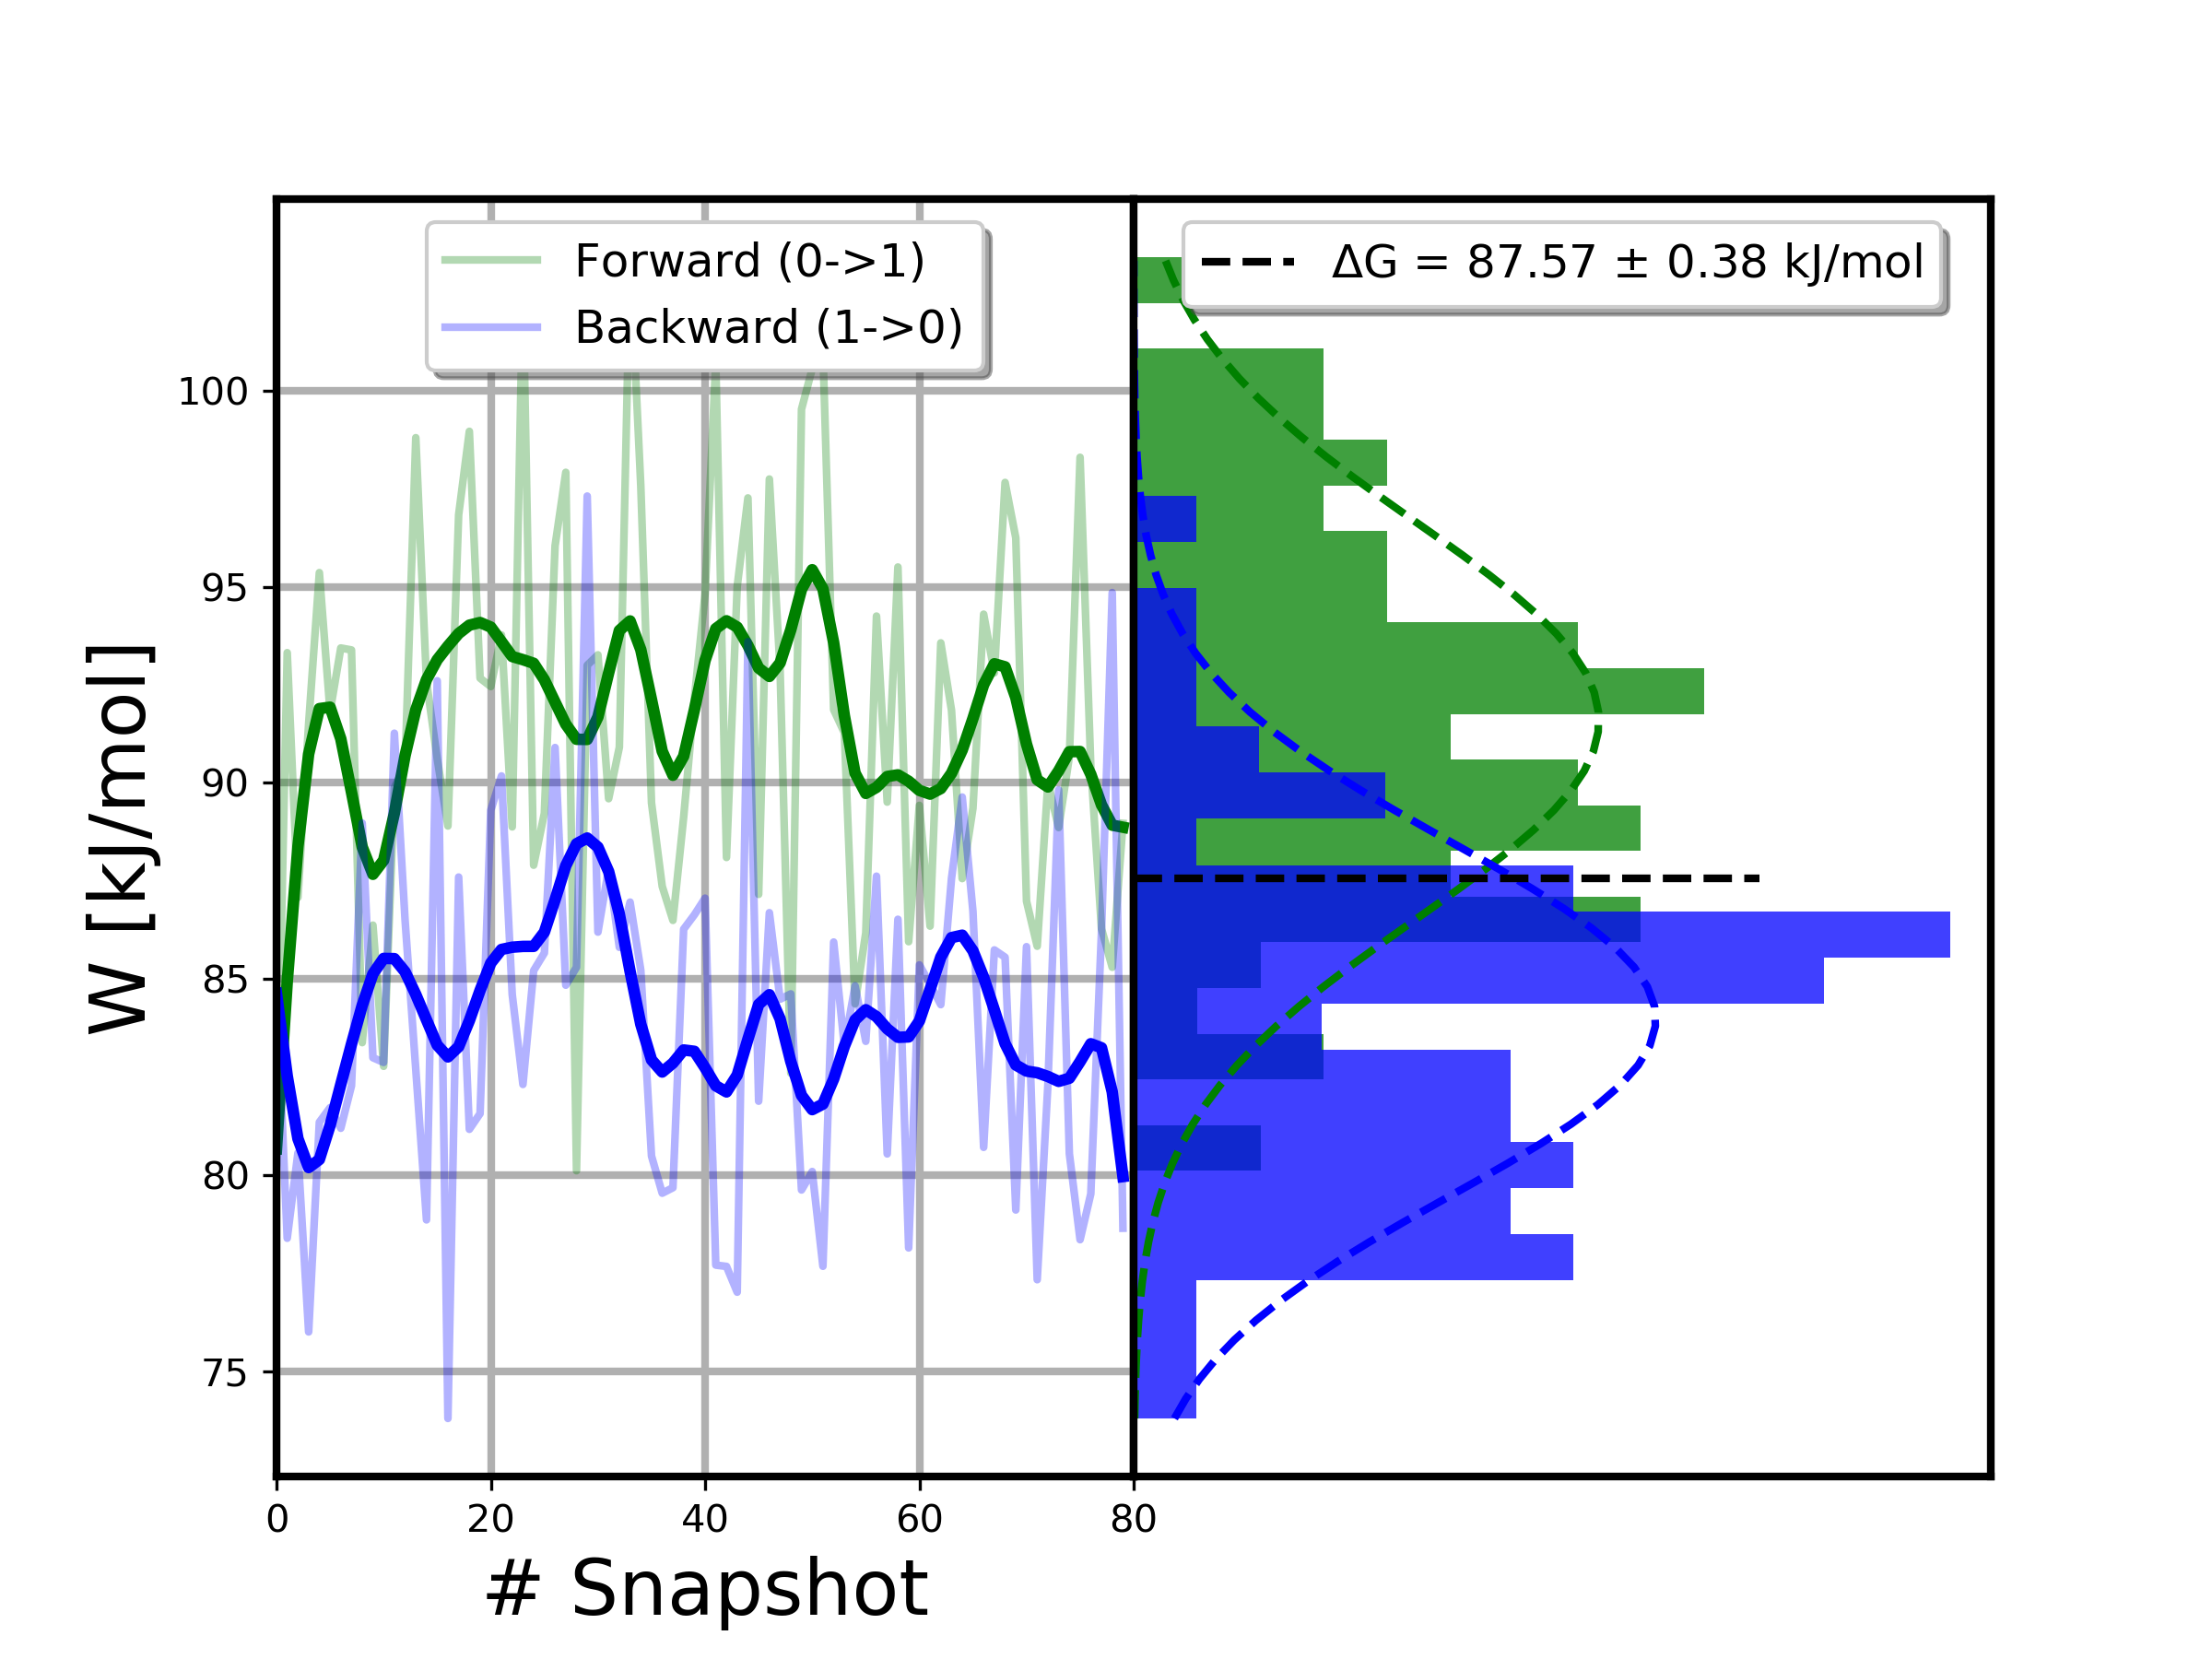 Forward (0->1)
Backward (1->0)
ΔG = 87.57 ± 0.38 kJ/mol
W [kJ/mol]
100
95
90
85
80
75
0 20 40 60 80
# Snapshot